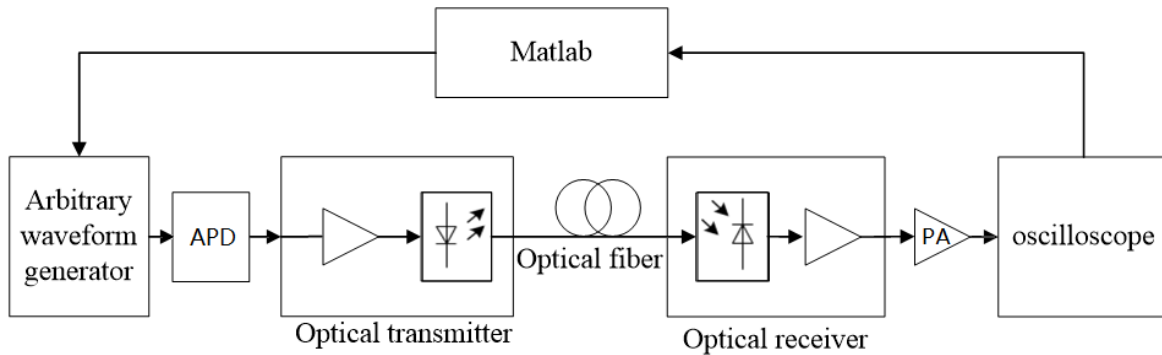 Matlab
Arbitrary
waveform
generator
APD
Optical transmitter
Optical fiber
Optical receiver
PA
oscilloscope